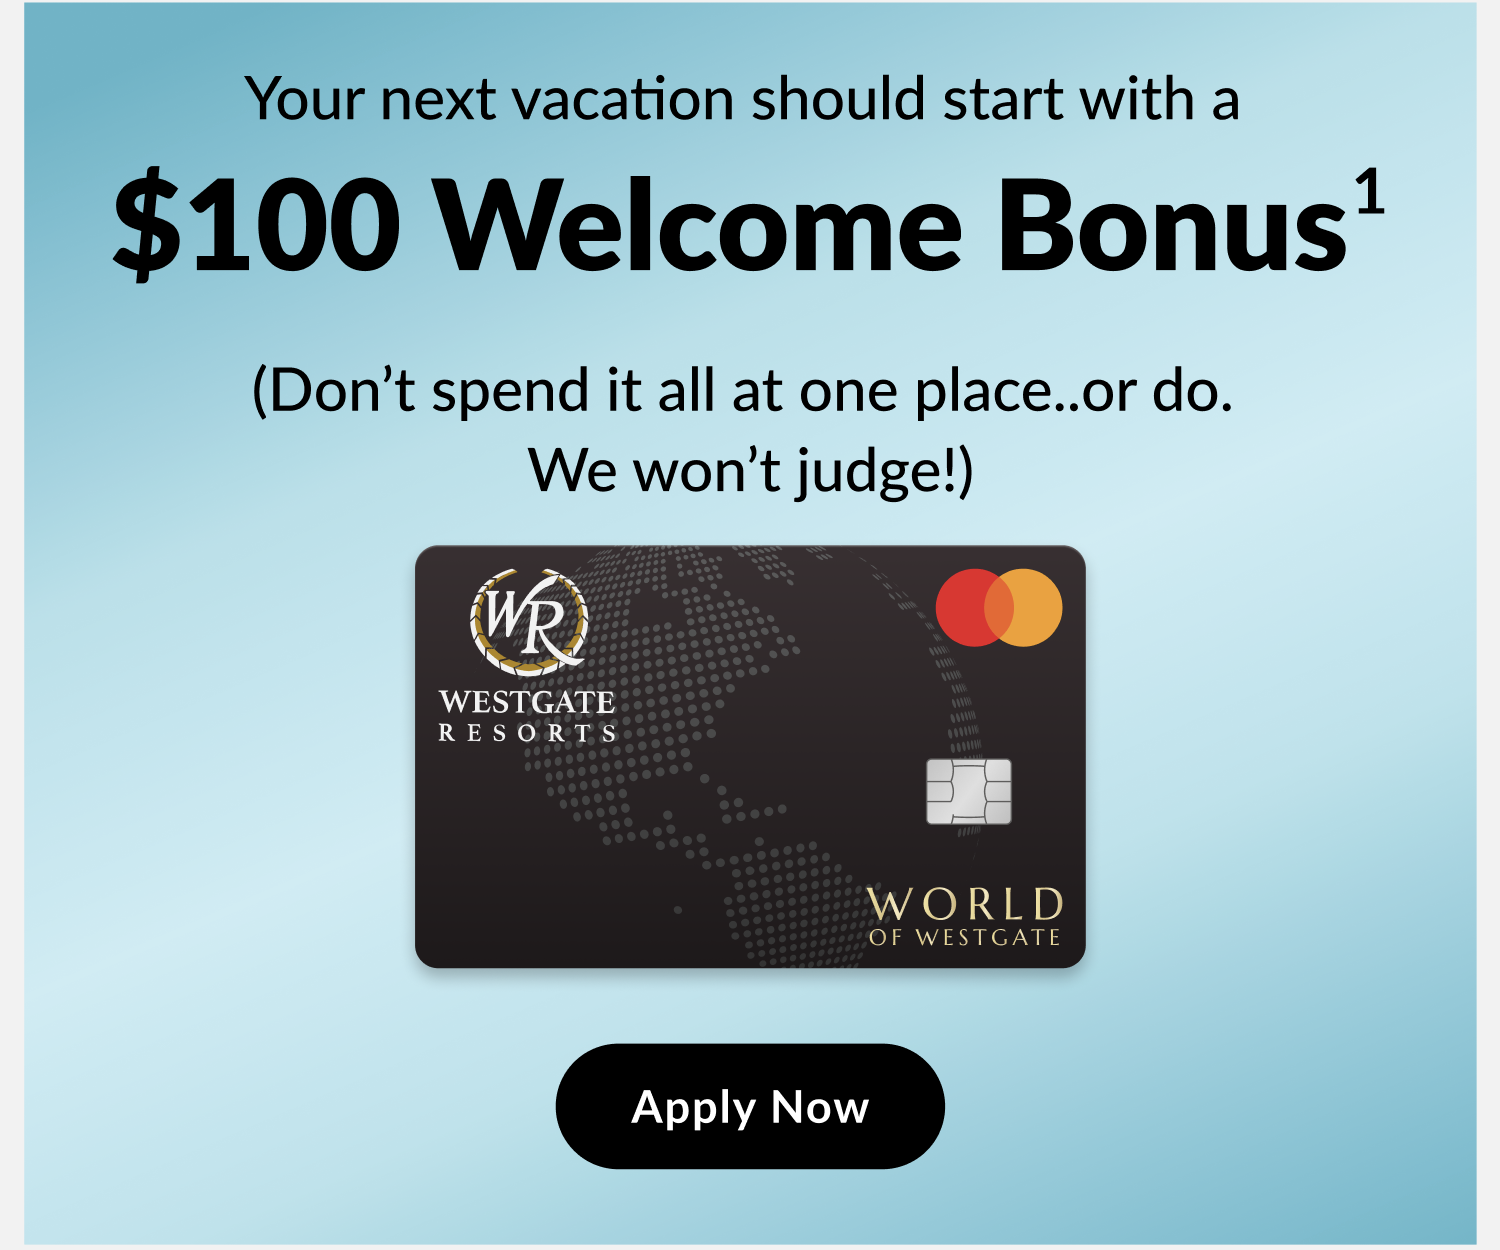 Your next vacation should start with a
$100 Welcome Bonus¹
(Don’t spend it all at one place..or do.
We won’t judge!)
WR
WESTGATE
RESORTS
WORLD
OF WESTGATE
Apply Now